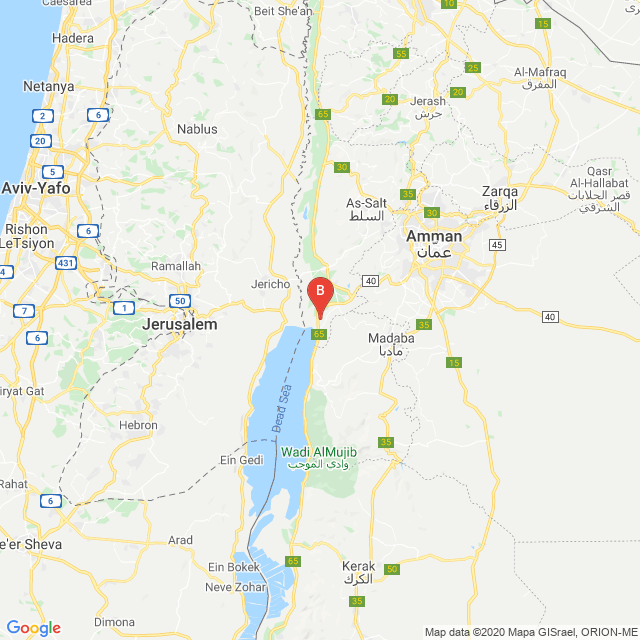 Caesarea
Beit She'an
10
15
Hadera
65
25
Al-Mafraq
المفرق
Netanya
20
Jerash
جرش
2
6
65
Nablus
20
30
5
Aviv-Yafo
35
As-Salt
السلط
Zarqa
الزرقاء
Qasr
Al-Hallabat
قصر الحلابات
الشرقي
30
Rishon
LeTsiyon
6
Amman
عمان
45
431
Ramallah
4
40
Jericho
B
50
7
1
40
Jerusalem
35
65
6
Madaba
مأدبا
15
Dead Sea
iryat Gat
Hebron
35
Wadi AlMujib
وادي الموجب
Ein Gedi
Rahat
6
Arad
e'er Sheva
65
Ein Bokek
Kerak
الكرك
50
Neve Zohar
35
Dimona
Google
Map data ©2020 Mapa GISrael, ORION-ME